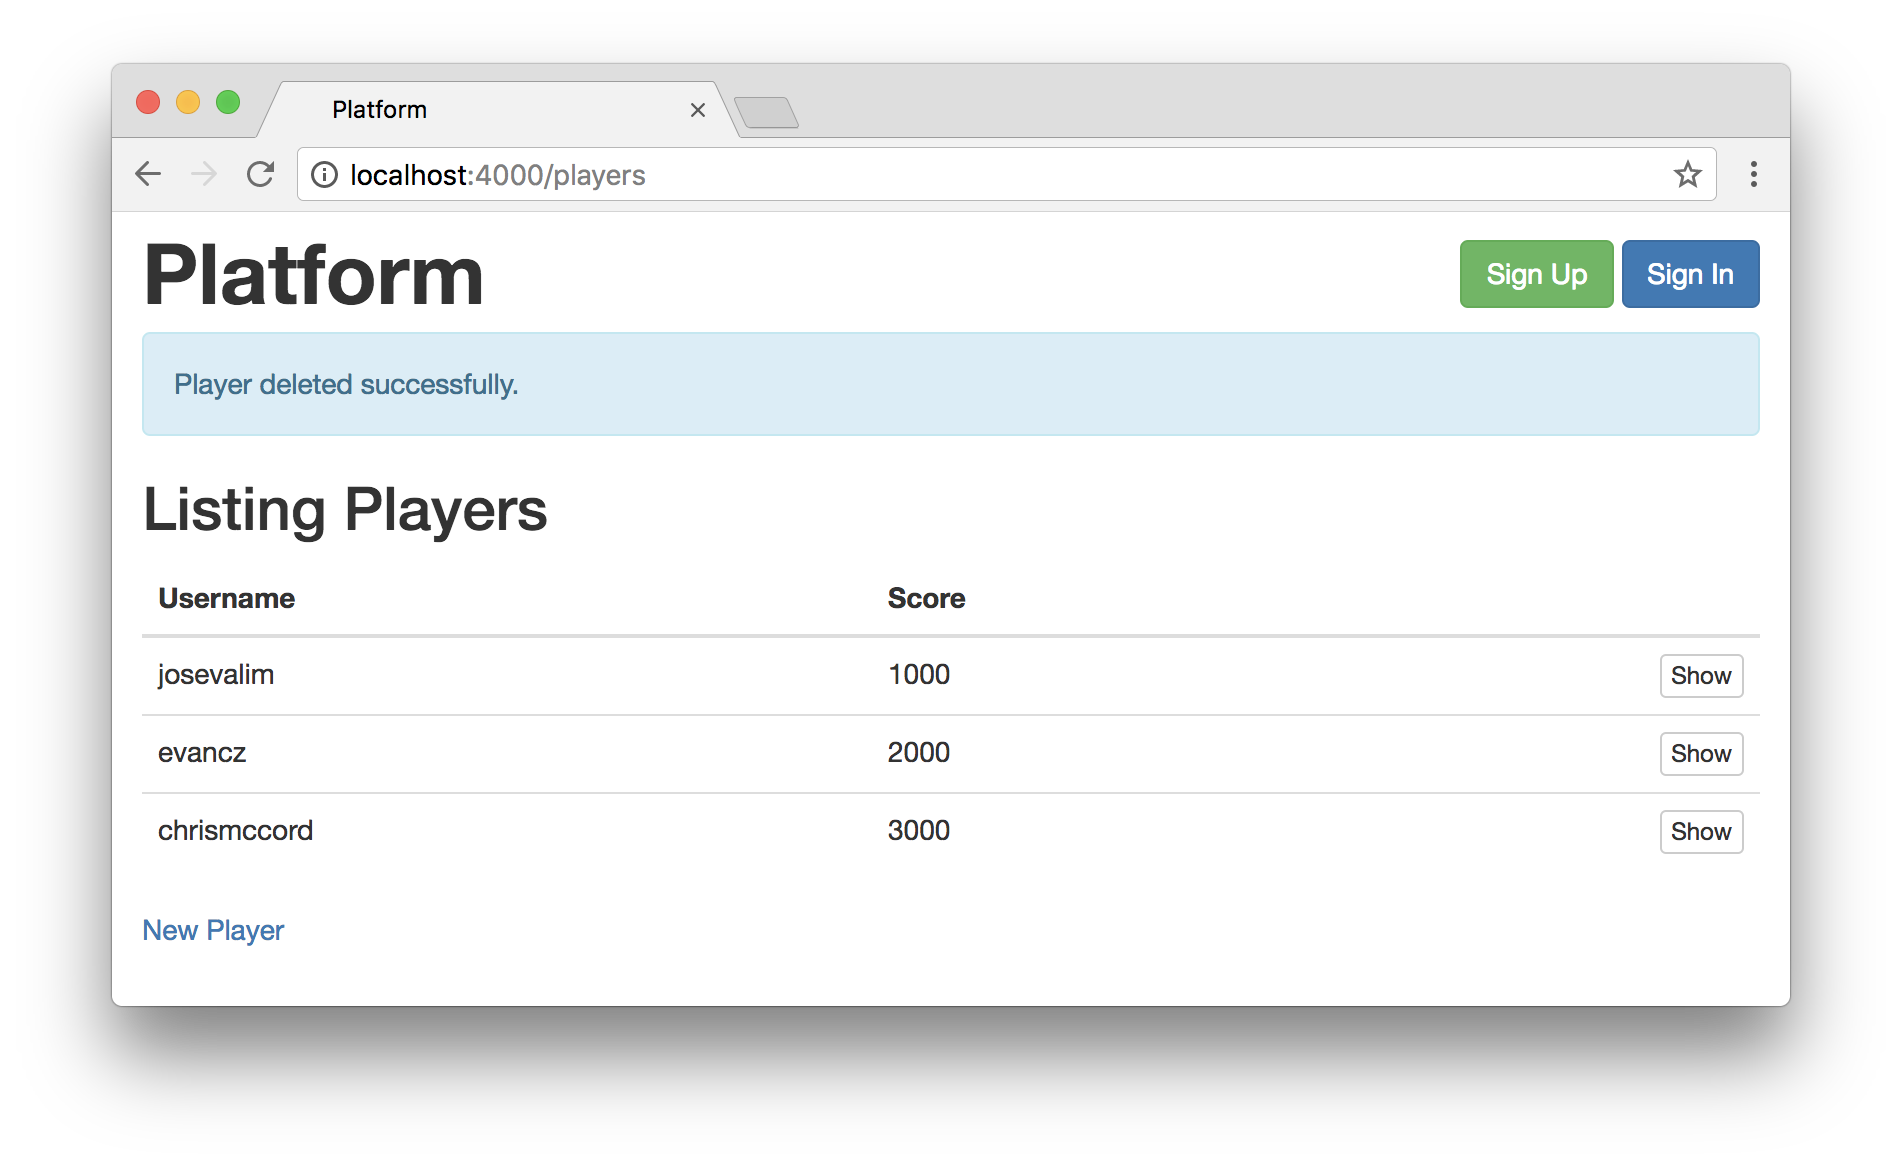 Platform
localhost:4000/players
Platform
Sign Up Sign In
Player deleted successfully.
Listing Players
Username Score
josevalim 1000 Show
evancz 2000 Show
chrismccord 3000 Show
New Player